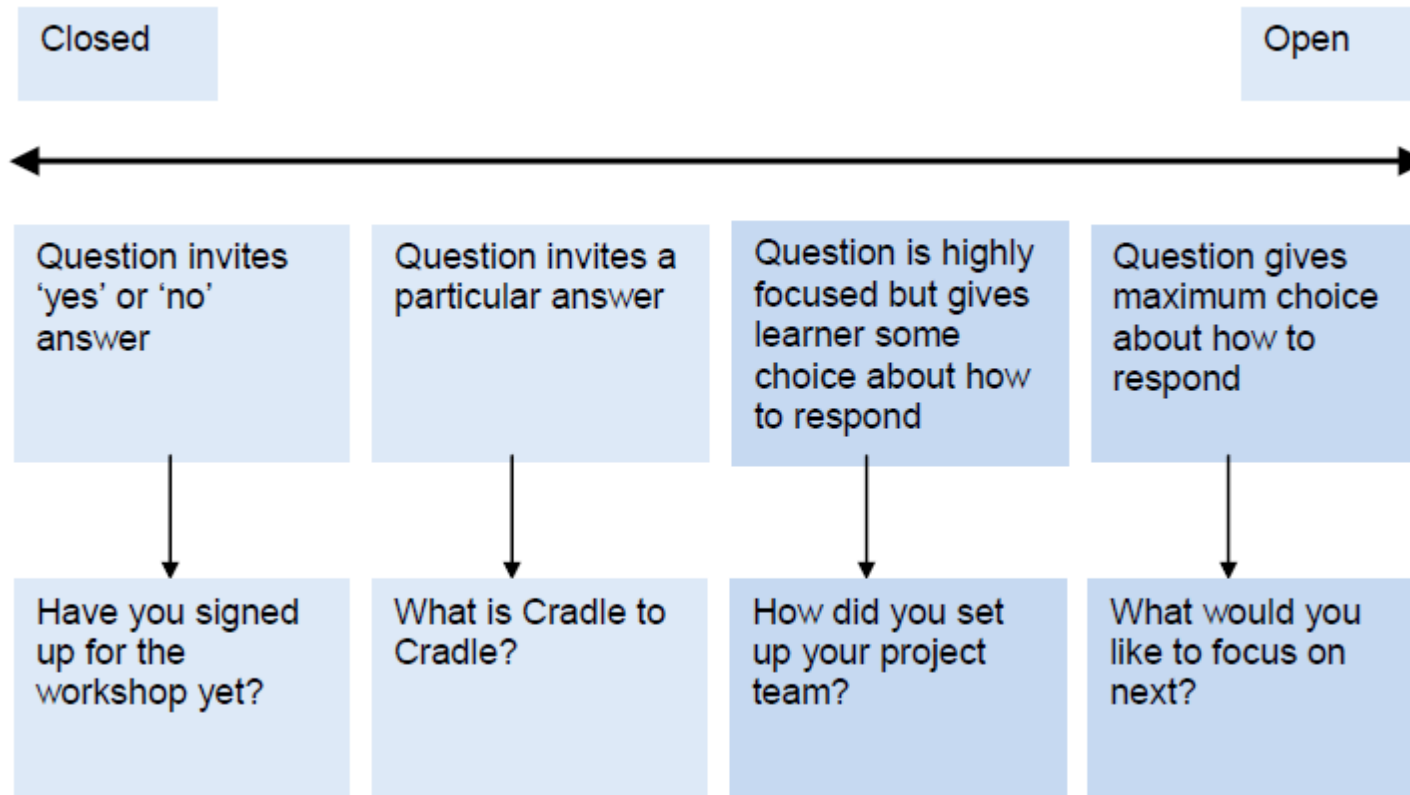 Closed
Open
Question invites
‘yes’ or ‘no’
answer
Question invites a
particular answer
Question is highly
focused but gives
learner some
choice about how
to respond
Question gives
maximum choice
about how to
respond
Have you signed
up for the
workshop yet?
What is Cradle to
Cradle?
How did you set
up your project
team?
What would you
like to focus on
next?